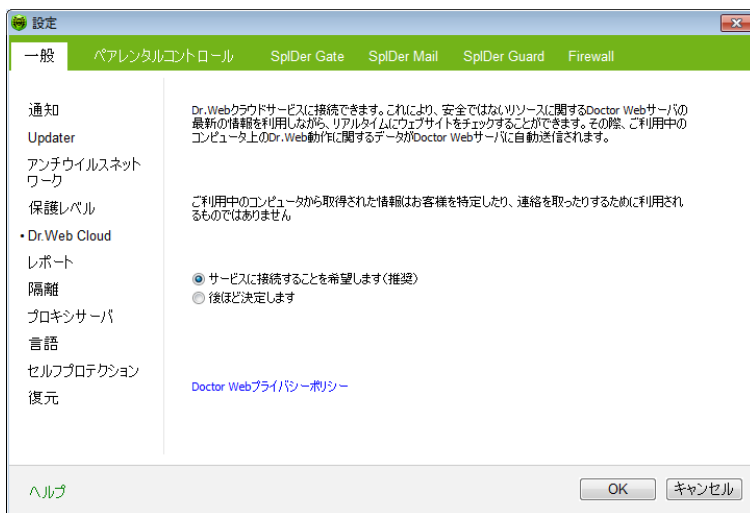 設定
一般 ペアレンタルコントロール SpIDer Gate SpIDer Mail SpIDer Guard Firewall
通知
Updater
アンチウイルスネット
ワーク
保護レベル
• Dr.Web Cloud
レポート
隔離
プロキシサーバ
言語
セルフプロテクション
復元
Dr.Webクラウドサービスに接続できます。これにより、安全ではないリソースに関するDoctor Webサーバの
最新の情報を利用しながら、リアルタイムにウェブサイトをチェックすることができます。その際、ご利用中の
コンピュータ上のDr.Web動作に関するデータがDoctor Webサーバに自動送信されます。
ご利用中のコンピュータから取得された情報はお客様を特定したり、連絡を取ったりするために利用され
るものではありません
サービスに接続することを希望します(推奨)
後ほど決定します
Doctor Webプライバシーポリシー
ヘルプ
OK キャンセル